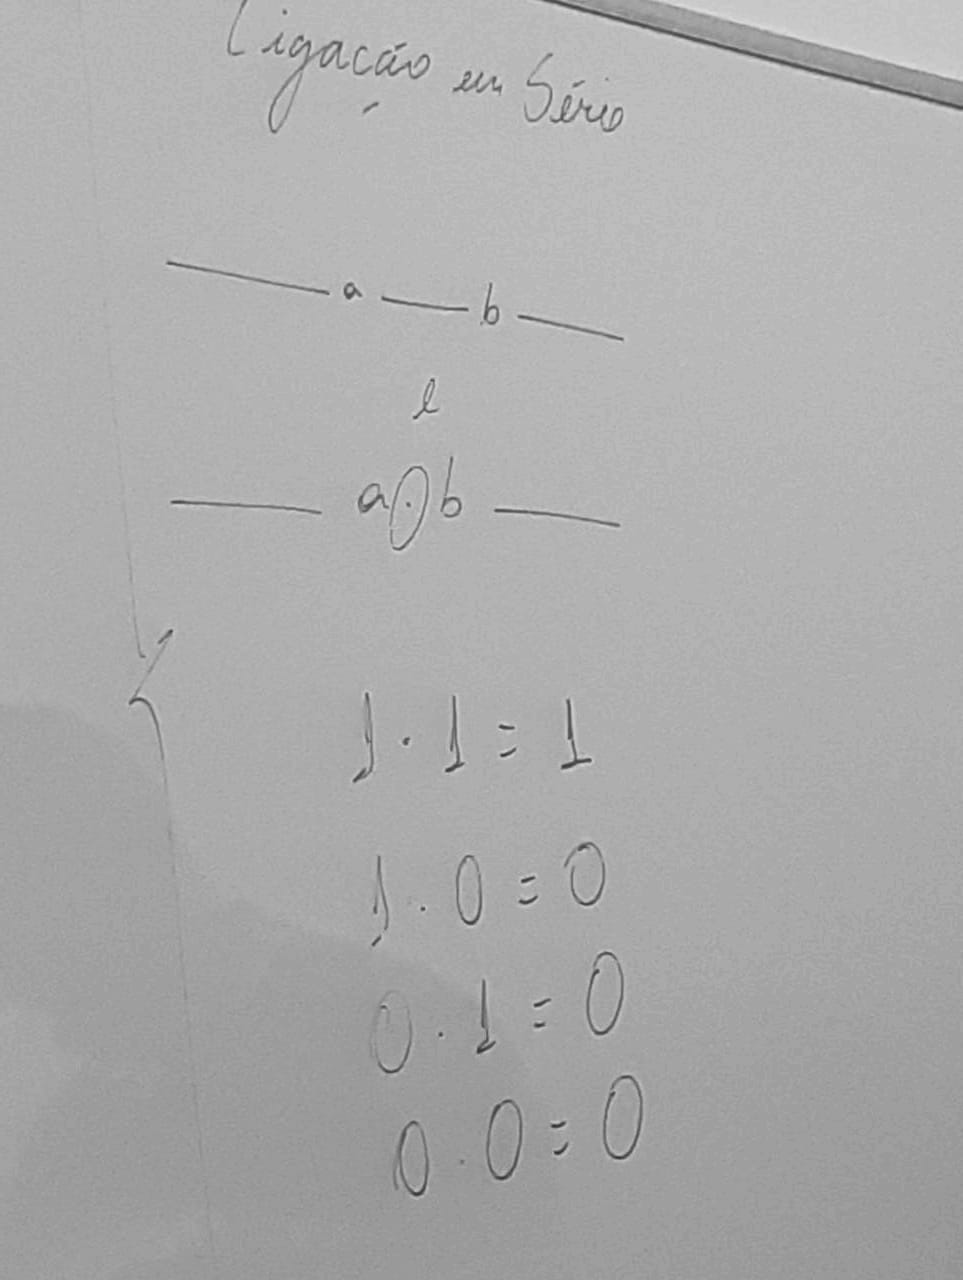 Ligação em Série
— a — b —
e
— a · b —
1 · 1 = 1
1 · 0 = 0
0 · 1 = 0
0 · 0 = 0